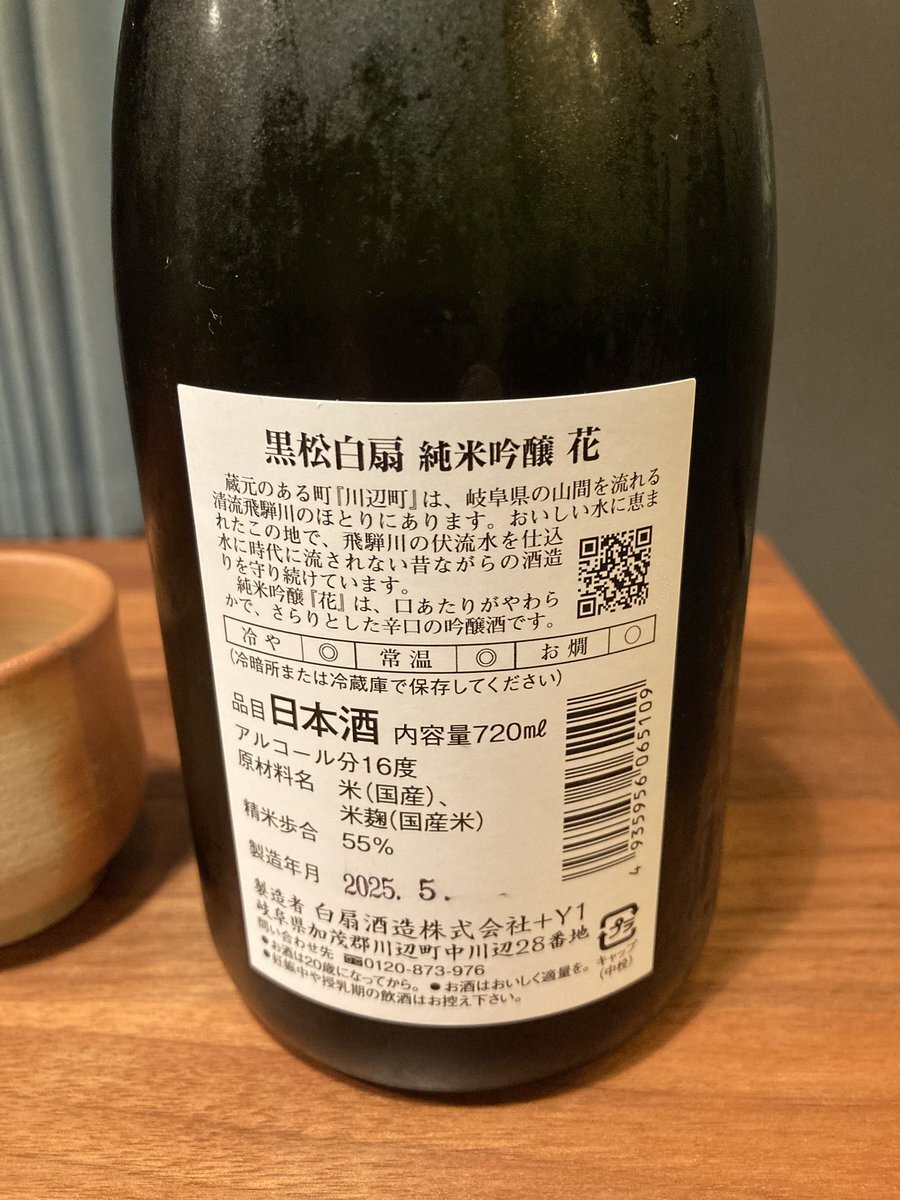 黒松白扇 純米吟醸 花
蔵元のある町『川辺町』は、岐阜県の山間を流れる
清流飛騨川のほとりにあります。おいしい水に恵ま
れたこの地で、飛騨川の伏流水を仕込
水に時代に流されない昔ながらの酒造
りを守り続けています。
純米吟醸『花』は、口あたりがやわら
かで、さらりとした辛口の吟醸酒です。
冷や ◎ 常温 ◎ お燗 ○
(冷暗所または冷蔵庫で保存してください)
品目 日本酒 内容量720㎖
アルコール分16度
原材料名 米(国産)、
米麹(国産米)
精米歩合 55%
製造年月 2025. 5.
4 935956 065109
製造者 白扇酒造株式会社+Y1
岐阜県加茂郡川辺町中川辺28番地
問い合わせ先 0120-873-976
●お酒は20歳になってから。 ●お酒はおいしく適量を。
●妊娠中や授乳期の飲酒はお控え下さい。
プラ
キャップ
(中栓)